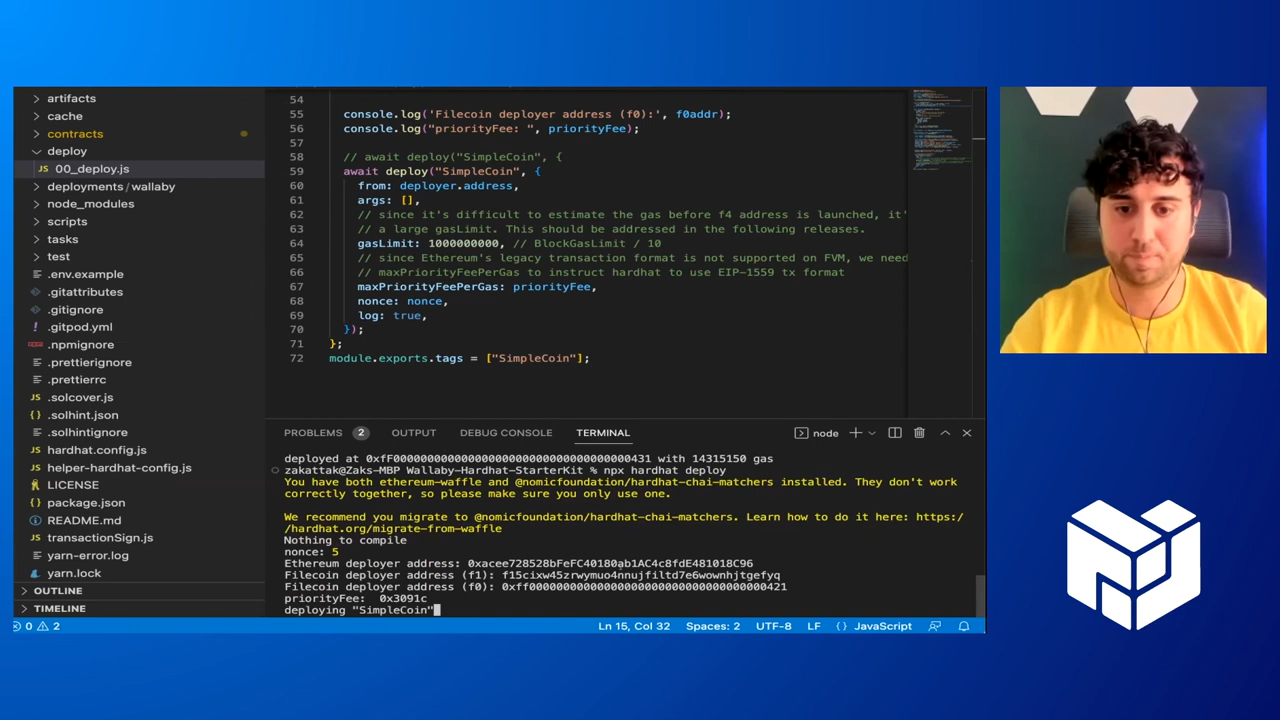 artifacts
cache
contracts
deploy
JS 00_deploy.js
deployments / wallaby
node_modules
scripts
tasks
test
.env.example
.gitattributes
.gitignore
! .gitpod.yml
.npmignore
.prettierignore
.prettierrc
JS .solcover.js
.solhint.json
.solhintignore
JS hardhat.config.js
JS helper-hardhat-config.js
LICENSE
{} package.json
README.md
JS transactionSign.js
yarn-error.log
yarn.lock
OUTLINE
TIMELINE
54
55 console.log('Filecoin deployer address (f0):', f0addr);
56 console.log("priorityFee: ", priorityFee);
57
58 // await deploy("SimpleCoin", {
59 await deploy("SimpleCoin", {
60 from: deployer.address,
61 args: [],
62 // since it's difficult to estimate the gas before f4 address is launched, it'
63 // a large gasLimit. This should be addressed in the following releases.
64 gasLimit: 1000000000, // BlockGasLimit / 10
65 // since Ethereum's legacy transaction format is not supported on FVM, we need
66 // maxPriorityFeePerGas to instruct hardhat to use EIP-1559 tx format
67 maxPriorityFeePerGas: priorityFee,
68 nonce: nonce,
69 log: true,
70 });
71 };
72 module.exports.tags = ["SimpleCoin"];
PROBLEMS 2 OUTPUT DEBUG CONSOLE TERMINAL node
zakattak@Zaks-MBP Wallaby-Hardhat-StarterKit % npx hardhat deploy
You have both ethereum-waffle and @nomicfoundation/hardhat-chai-matchers installed. They don't work
correctly together, so please make sure you only use one.
We recommend you migrate to @nomicfoundation/hardhat-chai-matchers. Learn how to do it here: https:/
/hardhat.org/migrate-from-waffle
Nothing to compile
nonce: 5
Ethereum deployer address: 0xacee728528bFeFC40180ab1AC4c8fdE481018C96
Filecoin deployer address (f1): f15cixw45zrwymuo4nnujfiltd7e6wownhjtgefyq
Filecoin deployer address (f0): 0xff00000000000000000000000000000000000421
priorityFee: 0x3091c
deploying "SimpleCoin"
0 2 Ln 15, Col 32 Spaces: 2 UTF-8 LF {} JavaScript